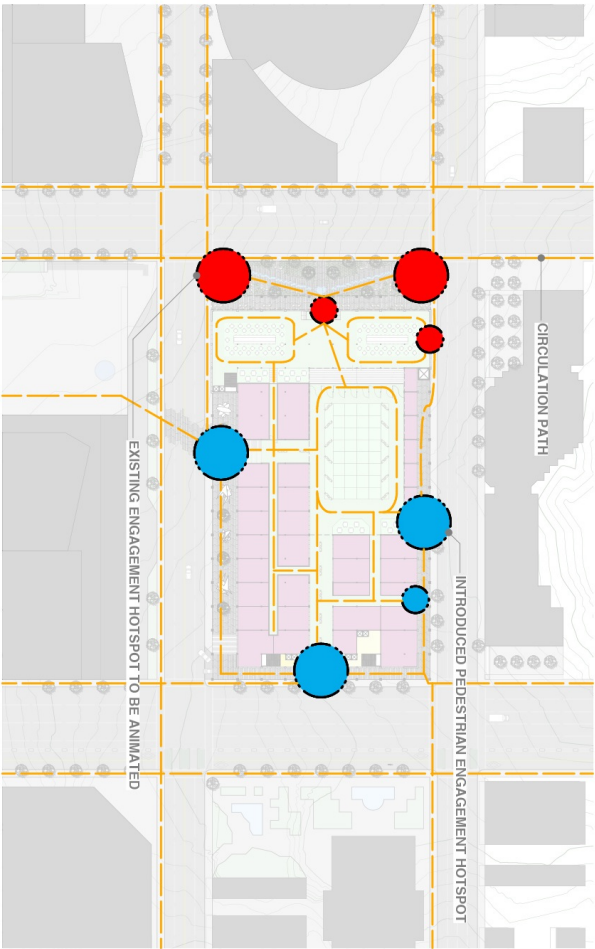 CIRCULATION PATH
EXISTING ENGAGEMENT HOTSPOT TO BE ANIMATED
INTRODUCED PEDESTRIAN ENGAGEMENT HOTSPOT